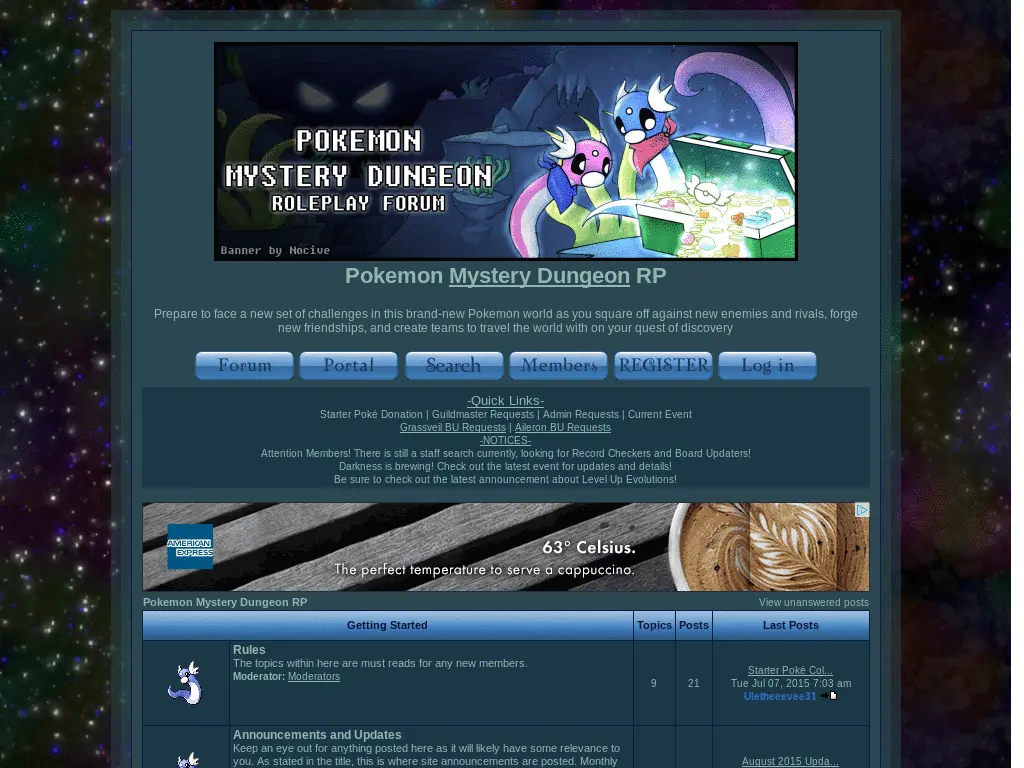 POKEMON
MYSTERY DUNGEON
ROLEPLAY FORUM
Banner by Nocive
Pokemon Mystery Dungeon RP
Prepare to face a new set of challenges in this brand-new Pokemon world as you square off against new enemies and rivals, forge
new friendships, and create teams to travel the world with on your quest of discovery
Forum Portal Search Members REGISTER Log in
-Quick Links-
Starter Poké Donation | Guildmaster Requests | Admin Requests | Current Event
Grassveil BU Requests | Aileron BU Requests
-NOTICES-
Attention Members! There is still a staff search currently, looking for Record Checkers and Board Updaters!
Darkness is brewing! Check out the latest event for updates and details!
Be sure to check out the latest announcement about Level Up Evolutions!
AMERICAN
EXPRESS
63° Celsius.
The perfect temperature to serve a cappuccino.
Pokemon Mystery Dungeon RP View unanswered posts
Getting Started Topics Posts Last Posts
Rules
The topics within here are must reads for any new members.
Moderator: Moderators
9 21
Starter Poké Col...
Tue Jul 07, 2015 7:03 am
Uletheeevee31
Announcements and Updates
Keep an eye out for anything posted here as it will likely have some relevance to
you. As stated in the title, this is where site announcements are posted. Monthly
August 2015 Upda...